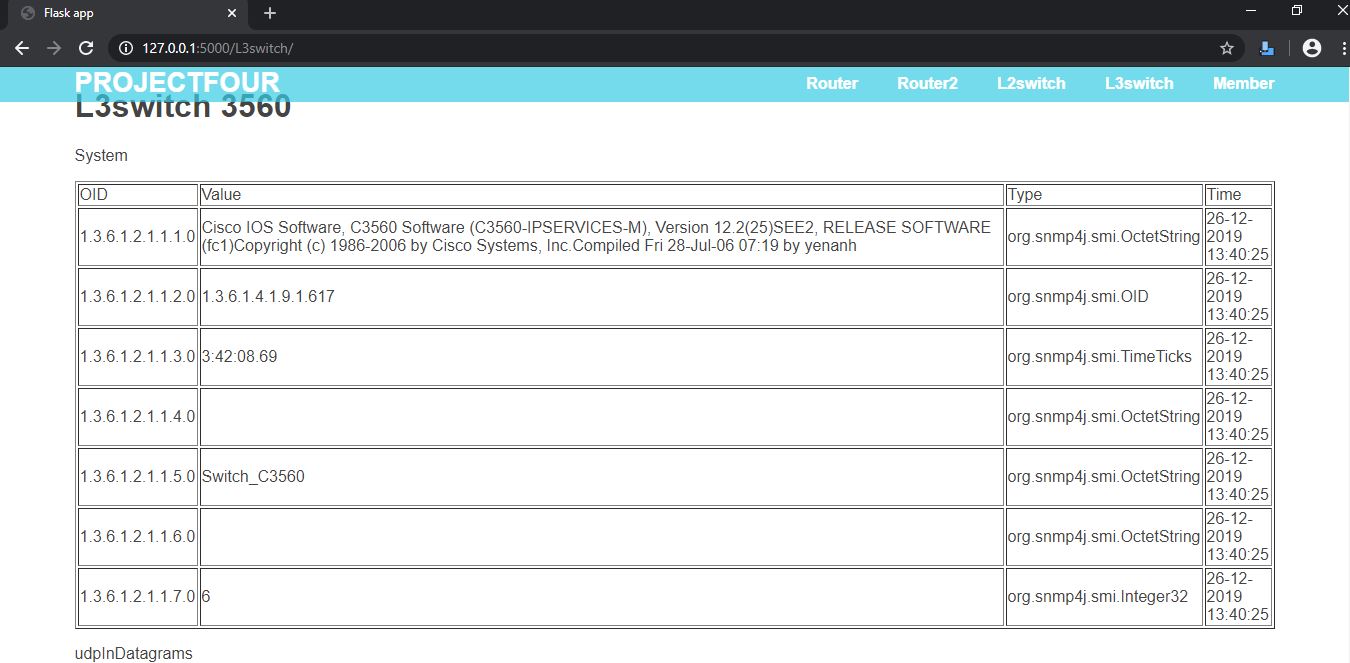 Flask app
127.0.0.1:5000/L3switch/
PROJECTFOUR Router Router2 L2switch L3switch Member
L3switch 3560
System
OID Value Type Time
1.3.6.1.2.1.1.1.0 Cisco IOS Software, C3560 Software (C3560-IPSERVICES-M), Version 12.2(25)SEE2, RELEASE SOFTWARE
(fc1)Copyright (c) 1986-2006 by Cisco Systems, Inc.Compiled Fri 28-Jul-06 07:19 by yenanh
org.snmp4j.smi.OctetString
26-12-
2019
13:40:25
1.3.6.1.2.1.1.2.0 1.3.6.1.4.1.9.1.617 org.snmp4j.smi.OID
26-12-
2019
13:40:25
1.3.6.1.2.1.1.3.0 3:42:08.69 org.snmp4j.smi.TimeTicks
26-12-
2019
13:40:25
1.3.6.1.2.1.1.4.0 org.snmp4j.smi.OctetString
26-12-
2019
13:40:25
1.3.6.1.2.1.1.5.0 Switch_C3560 org.snmp4j.smi.OctetString
26-12-
2019
13:40:25
1.3.6.1.2.1.1.6.0 org.snmp4j.smi.OctetString
26-12-
2019
13:40:25
1.3.6.1.2.1.1.7.0 6 org.snmp4j.smi.Integer32
26-12-
2019
13:40:25
udpInDatagrams